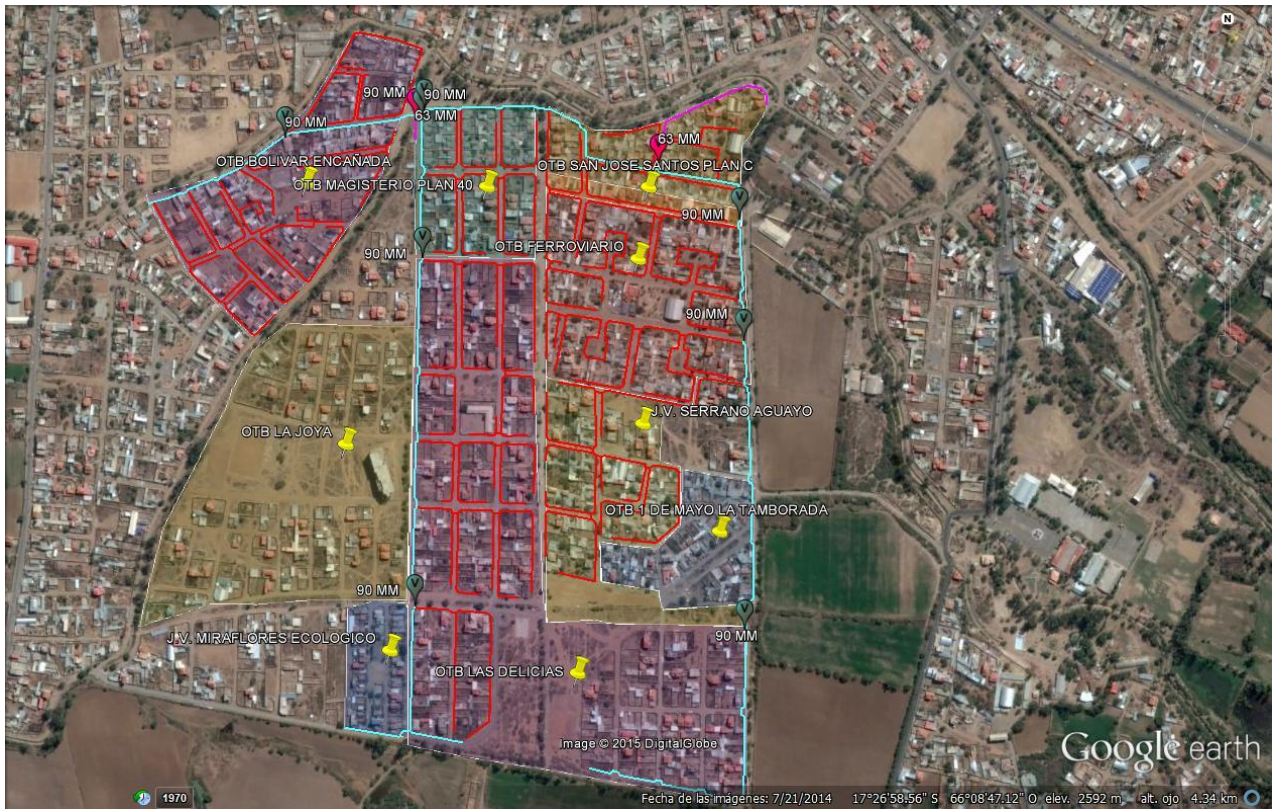 N
90 MM
90 MM
63 MM
90 MM
63 MM
OTB BOLIVAR ENCAÑADA
OTB SAN JOSE SANTOS PLAN C
OTB MAGISTERIO PLAN 40
90 MM
OTB FERROVIARIO
90 MM
90 MM
J.V. SERRANO AGUAYO
OTB LA JOYA
OTB 1 DE MAYO LA TAMBORADA
90 MM
J.V. MIRAFLORES ECOLOGICO
90 MM
OTB LAS DELICIAS
Image © 2015 DigitalGlobe
Google earth
1970
Fecha de las imágenes: 7/21/2014 17°26'58.56" S 66°08'47.12" O elev. 2592 m alt. ojo 4.34 km
V
V
V
V
V
V